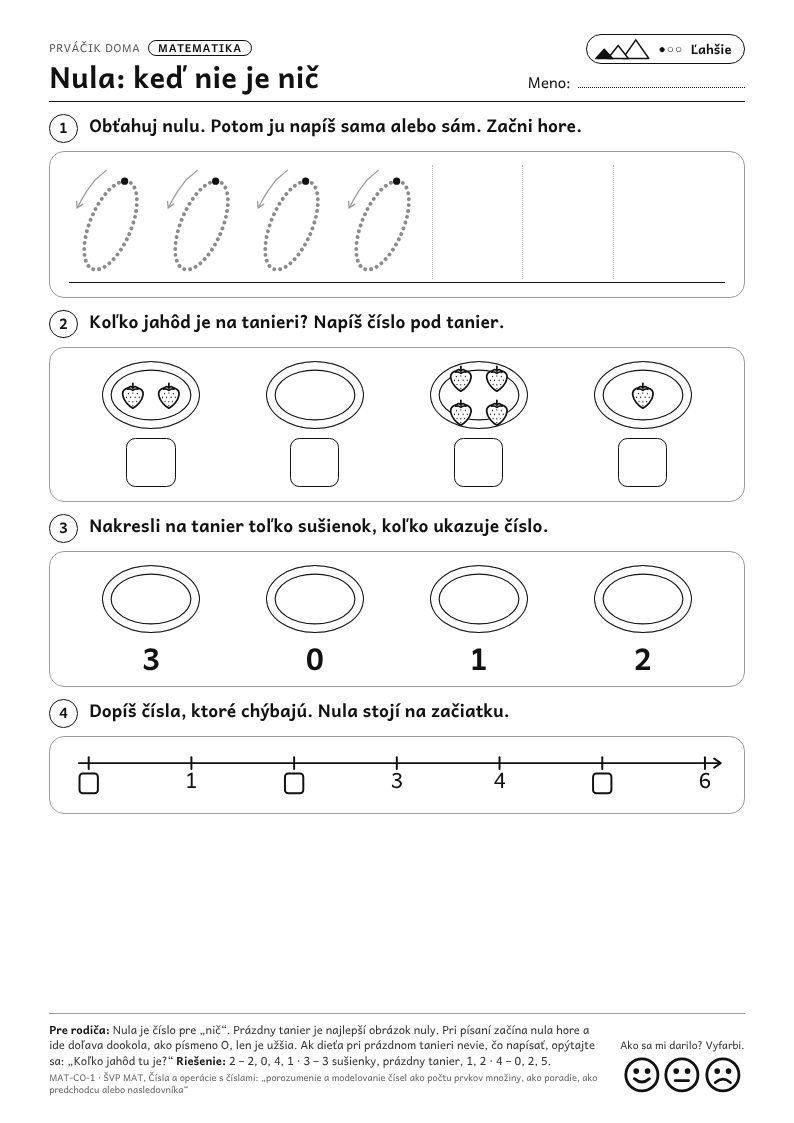 PRVÁČIK DOMA MATEMATIKA
●○○ Ľahšie
Nula: keď nie je nič
Meno:
1 Obťahuj nulu. Potom ju napíš sama alebo sám. Začni hore.
2 Koľko jahôd je na tanieri? Napíš číslo pod tanier.
3 Nakresli na tanier toľko sušienok, koľko ukazuje číslo.
3 0 1 2
4 Dopíš čísla, ktoré chýbajú. Nula stojí na začiatku.
1 3 4 6
Pre rodiča: Nula je číslo pre „nič“. Prázdny tanier je najlepší obrázok nuly. Pri písaní začína nula hore a
ide doľava dookola, ako písmeno O, len je užšia. Ak dieťa pri prázdnom tanieri nevie, čo napísať, opýtajte
sa: „Koľko jahôd tu je?“ Riešenie: 2 – 2, 0, 4, 1 · 3 – 3 sušienky, prázdny tanier, 1, 2 · 4 – 0, 2, 5.
MAT-CO-1 · ŠVP MAT, Čísla a operácie s číslami: „porozumenie a modelovanie čísel ako počtu prvkov množiny, ako poradie, ako
predchodcu alebo nasledovníka“
Ako sa mi darilo? Vyfarbi.